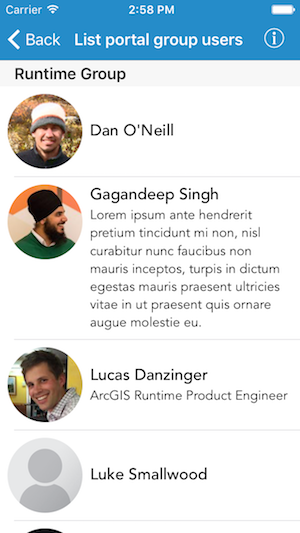 Carrier 2:58 PM
Back List portal group users
Runtime Group
Dan O'Neill
Gagandeep Singh
Lorem ipsum ante hendrerit
pretium tincidunt mi non, nisl
curabitur nunc faucibus non
mauris inceptos, turpis in dictum
egestas mauris praesent ultricies
vitae in ut praesent quis ornare
augue molestie eu.
Lucas Danzinger
ArcGIS Runtime Product Engineer
Luke Smallwood